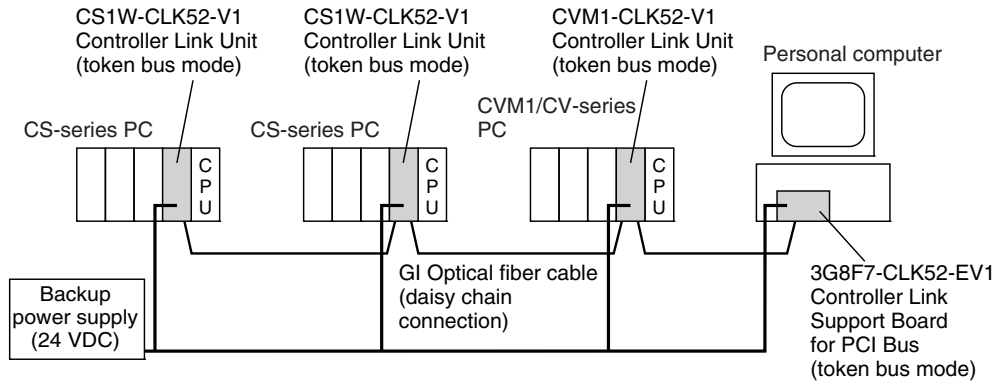 CS1W-CLK52-V1
Controller Link Unit
(token bus mode)
CS1W-CLK52-V1
Controller Link Unit
(token bus mode)
CVM1-CLK52-V1
Controller Link Unit
(token bus mode)
Personal computer
CS-series PC
CS-series PC
CVM1/CV-series
PC
C
P
U
C
P
U
C
P
U
GI Optical fiber cable
(daisy chain
connection)
3G8F7-CLK52-EV1
Controller Link
Support Board
for PCI Bus
(token bus mode)
Backup
power supply
(24 VDC)